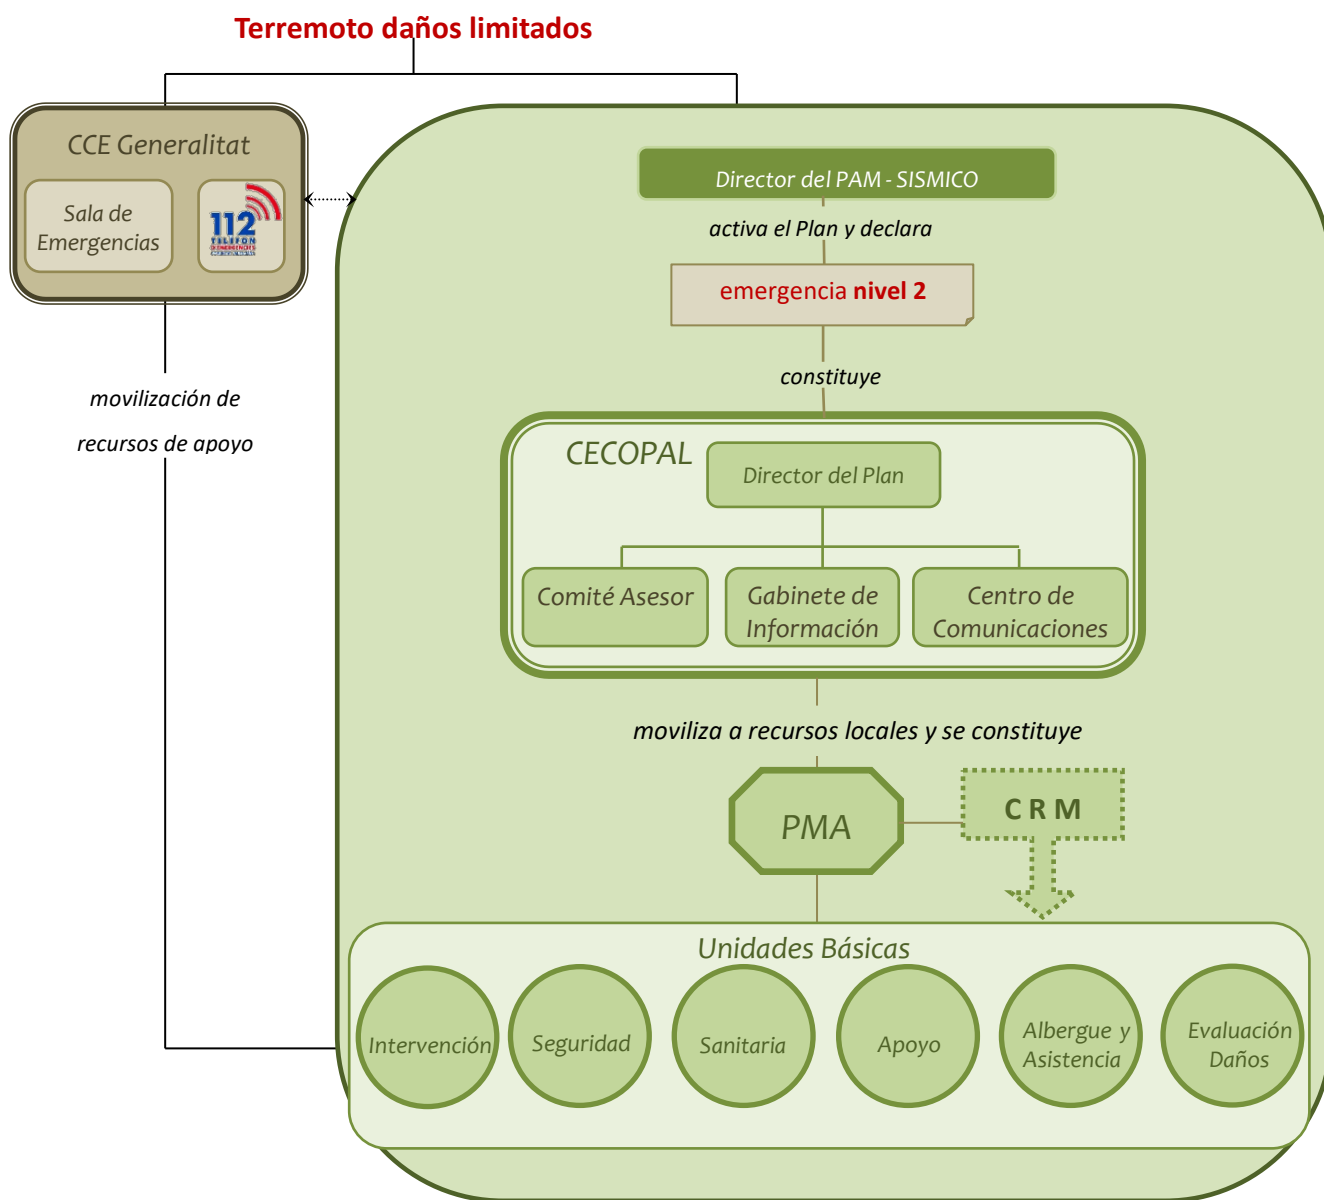 Terremoto daños limitados
CCE Generalitat
Sala de
Emergencias
112
TELÈFON
D'EMERGÈNCIES
Director del PAM - SISMICO
activa el Plan y declara
emergencia nivel 2
constituye
movilización de
recursos de apoyo
CECOPAL
Director del Plan
Comité Asesor
Gabinete de
Información
Centro de
Comunicaciones
moviliza a recursos locales y se constituye
PMA
C R M
Unidades Básicas
Intervención
Seguridad
Sanitaria
Apoyo
Albergue y
Asistencia
Evaluación
Daños